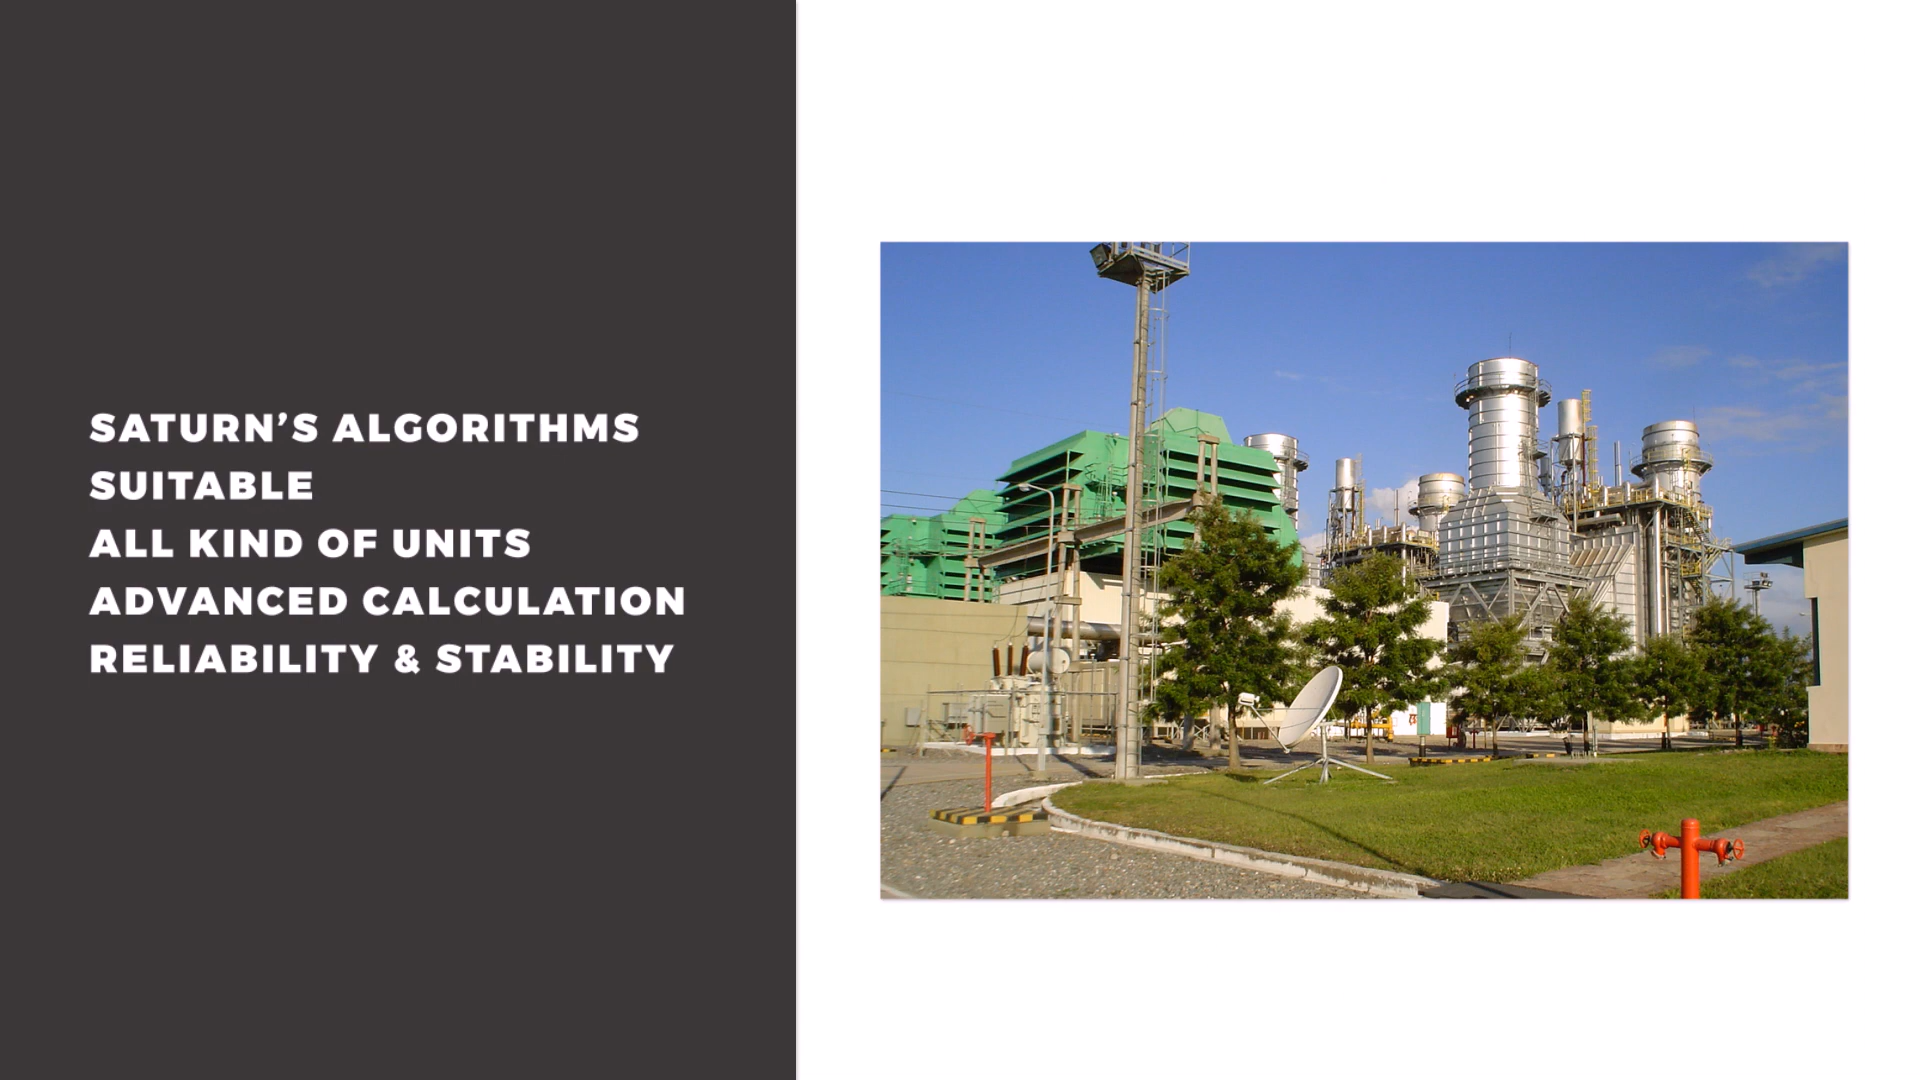 SATURN’S ALGORITHMS
SUITABLE
ALL KIND OF UNITS
ADVANCED CALCULATION
RELIABILITY & STABILITY